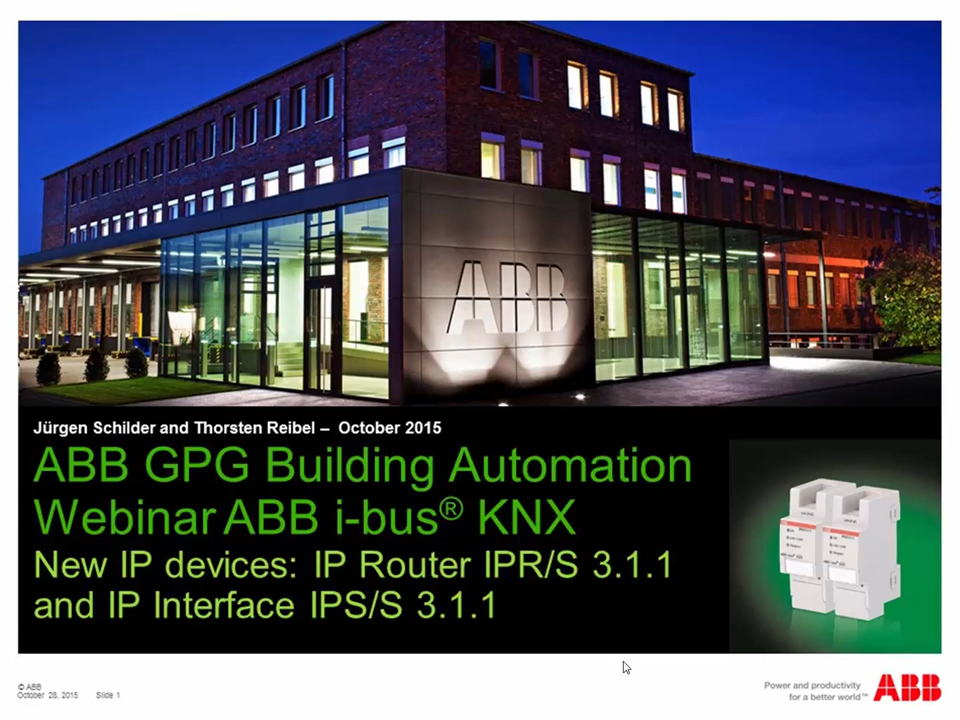 ABB
Jürgen Schilder and Thorsten Reibel – October 2015
ABB GPG Building Automation
Webinar ABB i-bus® KNX
New IP devices: IP Router IPR/S 3.1.1
and IP Interface IPS/S 3.1.1
© ABB
October 28, 2015 Slide 1
Power and productivity
for a better world™
ABB